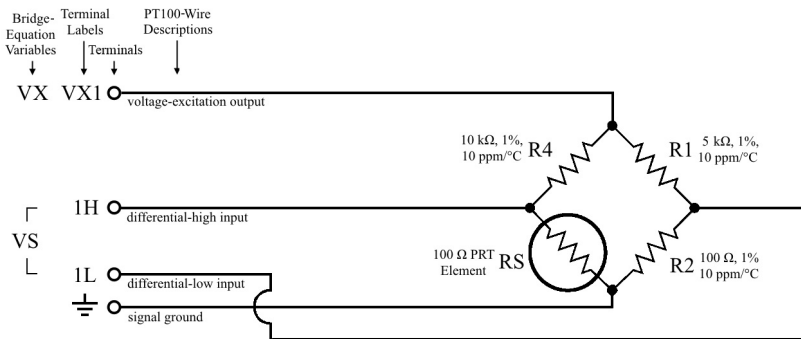 Bridge-
Equation
Variables
Terminal
Labels
Terminals
PT100-Wire
Descriptions
VX VX1
voltage-excitation output
10 kΩ, 1%,
10 ppm/°C
R4
R1
5 kΩ, 1%,
10 ppm/°C
1H
differential-high input
VS
100 Ω PRT
Element
RS
R2
100 Ω, 1%
10 ppm/°C
1L
differential-low input
signal ground